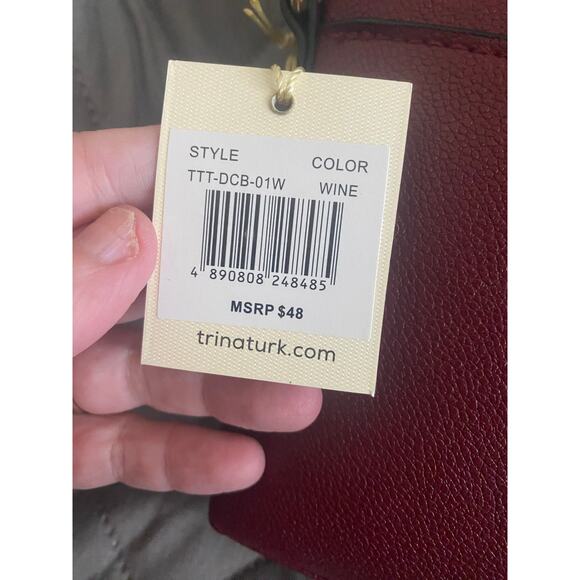 STYLE COLOR
TTT-DCB-01W WINE
4 890808 248485
MSRP $48
trinaturk.com